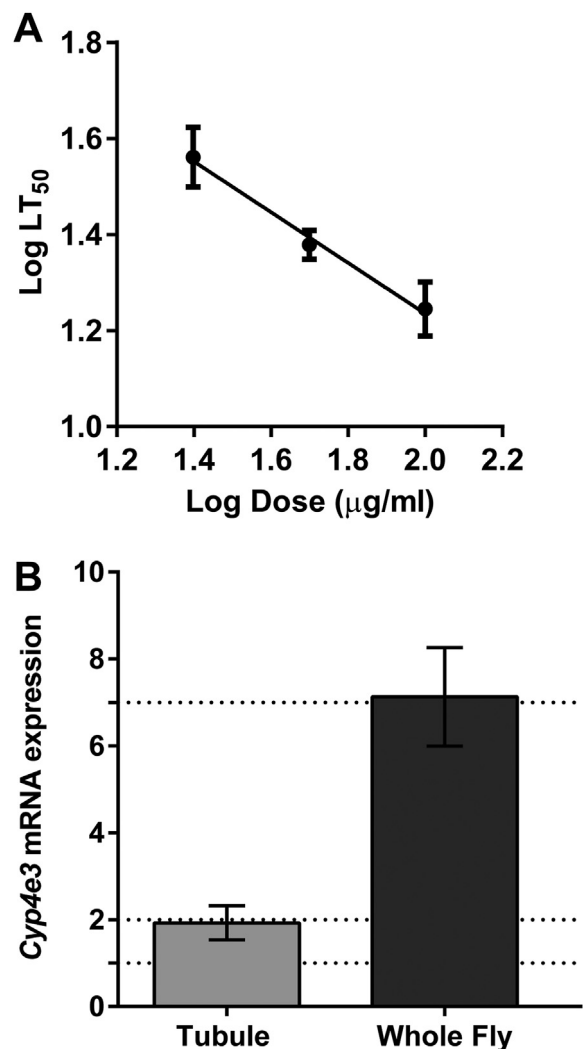 A
1.8
1.6
1.4
1.2
1.0
Log LT50
1.2 1.4 1.6 1.8 2.0 2.2
Log Dose (μg/ml)
B
10
8
6
4
2
0
Cyp4e3 mRNA expression
Tubule Whole Fly